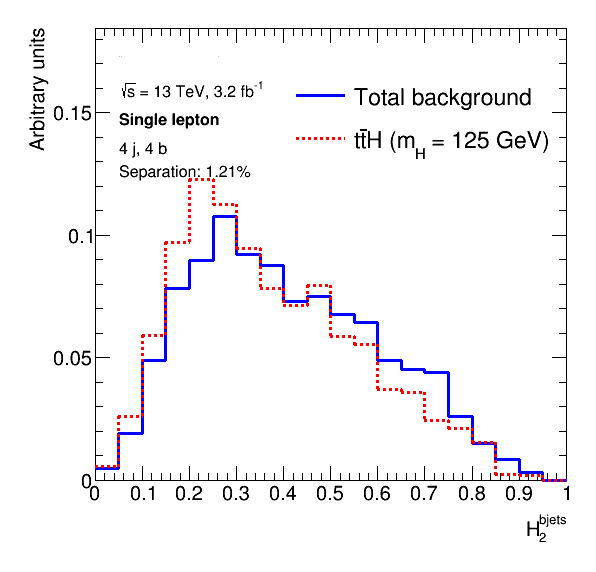 Arbitrary units
√s = 13 TeV, 3.2 fb⁻¹
Single lepton
4 j, 4 b
Separation: 1.21%
Total background
tt̄H (m_H = 125 GeV)
0.15
0.1
0.05
0
0 0.1 0.2 0.3 0.4 0.5 0.6 0.7 0.8 0.9 1
H₂^bjets